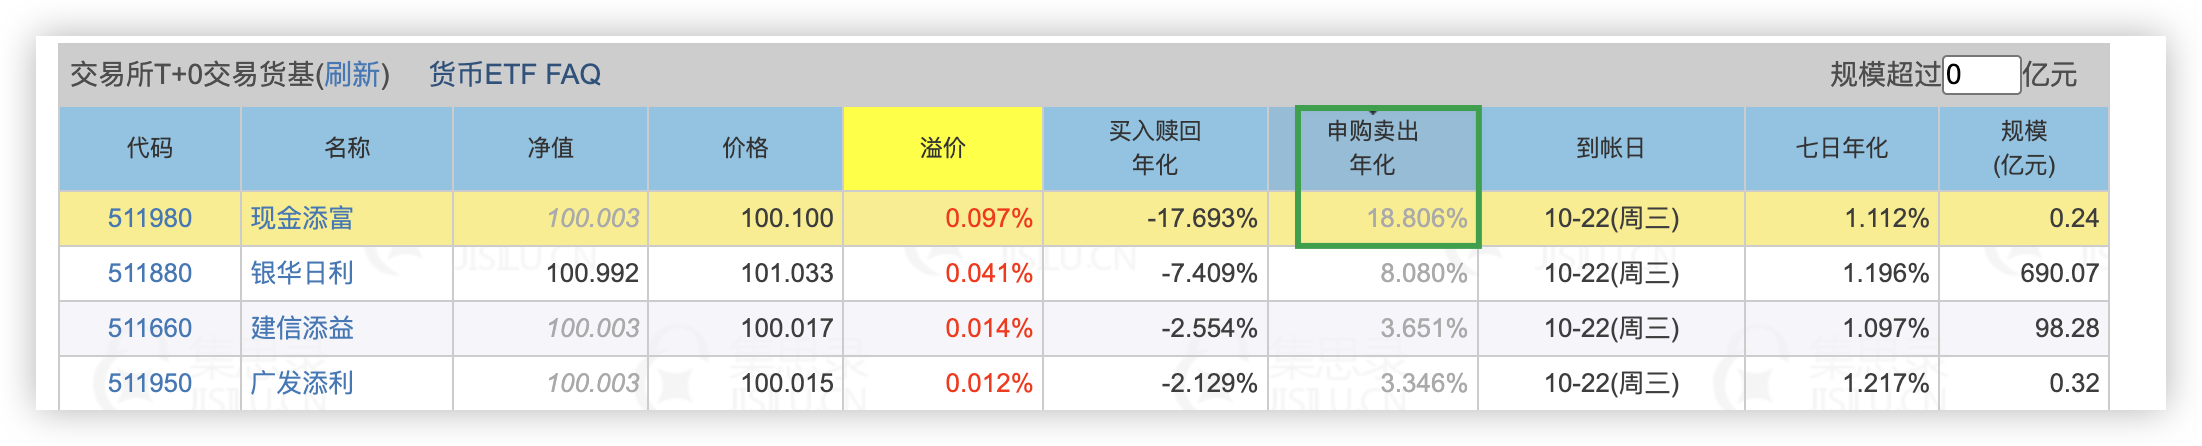 交易所T+0交易货基(刷新) 货币ETF FAQ 规模超过0亿元
代码 名称 净值 价格 溢价 买入赎回年化 申购卖出年化 到帐日 七日年化 规模(亿元)
511980 现金添富 100.003 100.100 0.097% -17.693% 18.806% 10-22(周三) 1.112% 0.24
511880 银华日利 100.992 101.033 0.041% -7.409% 8.080% 10-22(周三) 1.196% 690.07
511660 建信添益 100.003 100.017 0.014% -2.554% 3.651% 10-22(周三) 1.097% 98.28
511950 广发添利 100.003 100.015 0.012% -2.129% 3.346% 10-22(周三) 1.217% 0.32
集思录
JISILU.CN